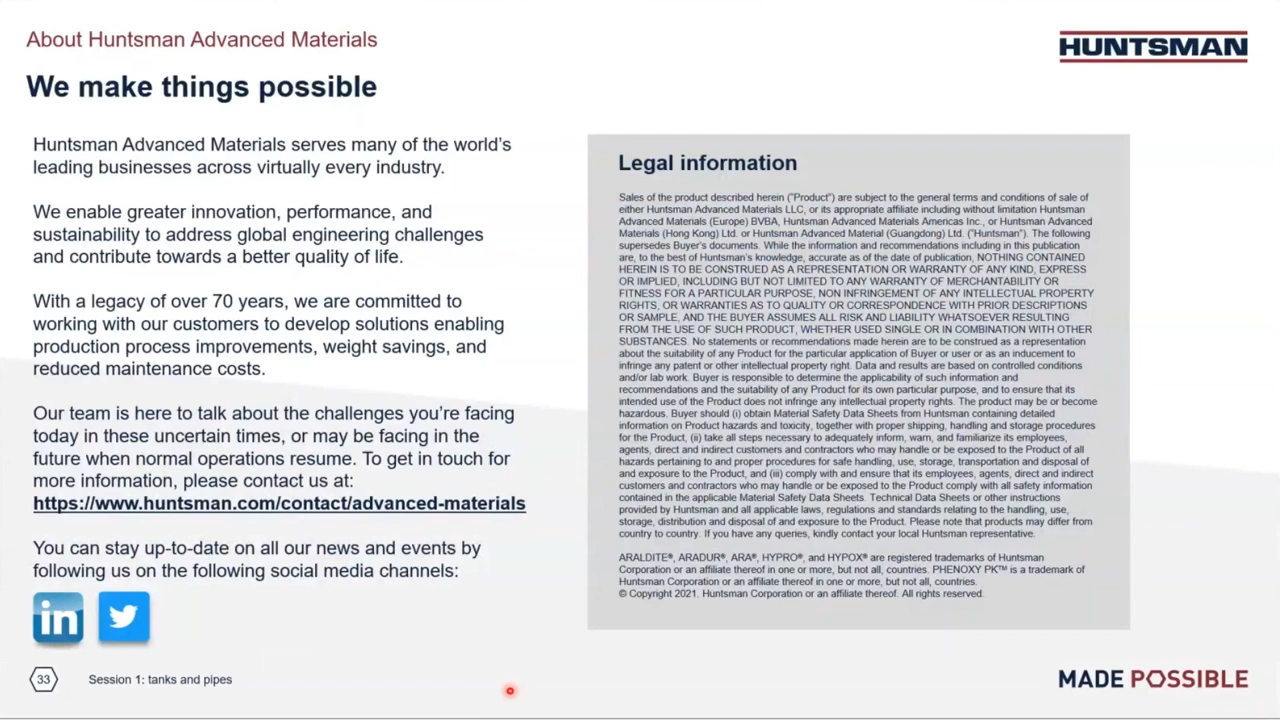 About Huntsman Advanced Materials
HUNTSMAN
We make things possible
Huntsman Advanced Materials serves many of the world's
leading businesses across virtually every industry.
We enable greater innovation, performance, and
sustainability to address global engineering challenges
and contribute towards a better quality of life.
With a legacy of over 70 years, we are committed to
working with our customers to develop solutions enabling
production process improvements, weight savings, and
reduced maintenance costs.
Our team is here to talk about the challenges you're facing
today in these uncertain times, or may be facing in the
future when normal operations resume. To get in touch for
more information, please contact us at:
https://www.huntsman.com/contact/advanced-materials
You can stay up-to-date on all our news and events by
following us on the following social media channels:
in
Legal information
Sales of the product described herein ("Product") are subject to the general terms and conditions of sale of
either Huntsman Advanced Materials LLC, or its appropriate affiliate including without limitation Huntsman
Advanced Materials (Europe) BVBA, Huntsman Advanced Materials Americas Inc., or Huntsman Advanced
Materials (Hong Kong) Ltd. or Huntsman Advanced Material (Guangdong) Ltd. ("Huntsman"). The following
supersedes Buyer's documents. While the information and recommendations including in this publication
are, to the best of Huntsman's knowledge, accurate as of the date of publication, NOTHING CONTAINED
HEREIN IS TO BE CONSTRUED AS A REPRESENTATION OR WARRANTY OF ANY KIND, EXPRESS
OR IMPLIED, INCLUDING BUT NOT LIMITED TO ANY WARRANTY OF MERCHANTABILITY OR
FITNESS FOR A PARTICULAR PURPOSE, NON INFRINGEMENT OF ANY INTELLECTUAL PROPERTY
RIGHTS, OR WARRANTIES AS TO QUALITY OR CORRESPONDENCE WITH PRIOR DESCRIPTIONS
OR SAMPLE, AND THE BUYER ASSUMES ALL RISK AND LIABILITY WHATSOEVER RESULTING
FROM THE USE OF SUCH PRODUCT, WHETHER USED SINGLE OR IN COMBINATION WITH OTHER
SUBSTANCES. No statements or recommendations made herein are to be construed as a representation
about the suitability of any Product for the particular application of Buyer or user or as an inducement to
infringe any patent or other intellectual property right. Data and results are based on controlled conditions
and/or lab work. Buyer is responsible to determine the applicability of such information and
recommendations and the suitability of any Product for its own particular purpose, and to ensure that its
intended use of the Product does not infringe any intellectual property rights. The product may be or become
hazardous. Buyer should (i) obtain Material Safety Data Sheets from Huntsman containing detailed
information on Product hazards and toxicity, together with proper shipping, handling and storage procedures
for the Product, (ii) take all steps necessary to adequately inform, warn, and familiarize its employees,
agents, direct and indirect customers and contractors who may handle or be exposed to the Product of all
hazards pertaining to and proper procedures for safe handling, use, storage, transportation and disposal of
and exposure to the Product, and (iii) comply with and ensure that its employees, agents, direct and indirect
customers and contractors who may handle or be exposed to the Product comply with all safety information
contained in the applicable Material Safety Data Sheets. Technical Data Sheets or other instructions
provided by Huntsman and all applicable laws, regulations and standards relating to the handling, use,
storage, distribution and disposal of and exposure to the Product. Please note that products may differ from
country to country. If you have any queries, kindly contact your local Huntsman representative.
ARALDITE®, ARADUR®, ARA®, HYPRO®, and HYPOX® are registered trademarks of Huntsman
Corporation or an affiliate thereof in one or more, but not all, countries. PHENOXY PK™ is a trademark of
Huntsman Corporation or an affiliate thereof in one or more, but not all, countries.
© Copyright 2021. Huntsman Corporation or an affiliate thereof. All rights reserved.
33
Session 1: tanks and pipes
MADE POSSIBLE